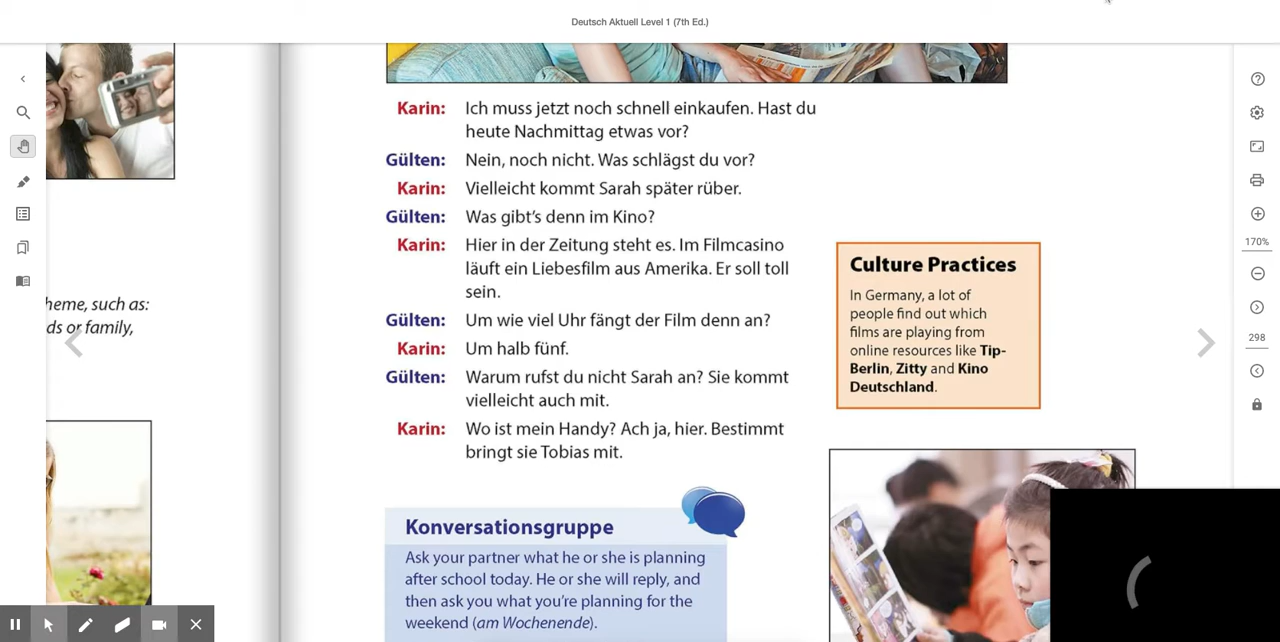 Deutsch Aktuell Level 1 (7th Ed.)
Karin: Ich muss jetzt noch schnell einkaufen. Hast du
heute Nachmittag etwas vor?
Gülten: Nein, noch nicht. Was schlägst du vor?
Karin: Vielleicht kommt Sarah später rüber.
Gülten: Was gibt's denn im Kino?
Karin: Hier in der Zeitung steht es. Im Filmcasino
läuft ein Liebesfilm aus Amerika. Er soll toll
sein.
Gülten: Um wie viel Uhr fängt der Film denn an?
Karin: Um halb fünf.
Gülten: Warum rufst du nicht Sarah an? Sie kommt
vielleicht auch mit.
Karin: Wo ist mein Handy? Ach ja, hier. Bestimmt
bringt sie Tobias mit.
Culture Practices
In Germany, a lot of
people find out which
films are playing from
online resources like Tip-
Berlin, Zitty and Kino
Deutschland.
heme, such as:
ds or family,
Konversationsgruppe
Ask your partner what he or she is planning
after school today. He or she will reply, and
then ask you what you're planning for the
weekend (am Wochenende).
170%
298